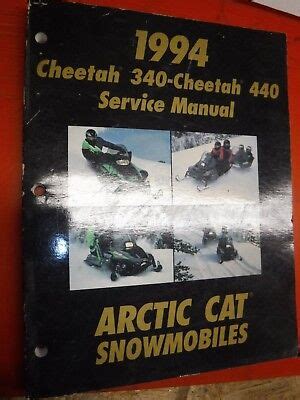 1994
Cheetah® 340-Cheetah® 440
Service Manual
ARCTIC CAT®
SNOWMOBILES